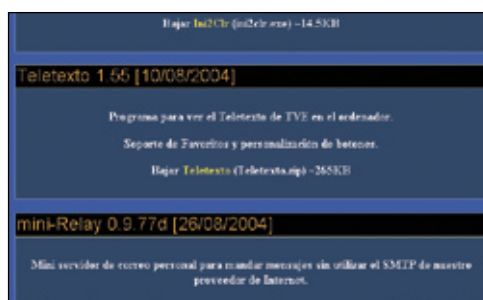 Bajar Ini2Clr (ini2clr.exe) ~14.5KB
Teletexto 1.55 [10/08/2004]
Programa para ver el Teletexto de TVE en el ordenador.
Soporte de Favoritos y personalización de botones.
Bajar Teletexto (Teletexto.zip) ~265KB
mini-Relay 0.9.77d [26/08/2004]
Mini servidor de correo personal para mandar mensajes sin utilizar el SMTP de nuestro
proveedor de Internet.